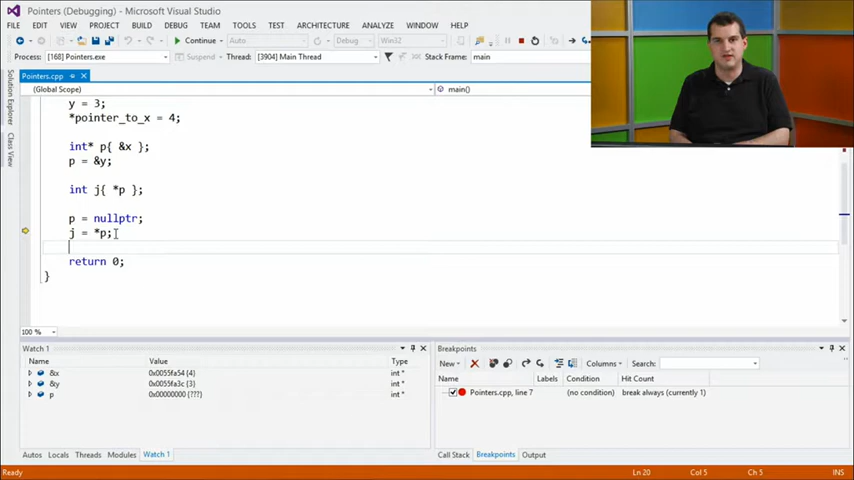 Pointers (Debugging) - Microsoft Visual Studio
FILE EDIT VIEW PROJECT BUILD DEBUG TEAM TOOLS TEST ARCHITECTURE ANALYZE WINDOW HELP
Continue Auto Debug Win32
Process: [168] Pointers.exe Suspend Thread: [3904] Main Thread Stack Frame: main
Pointers.cpp
(Global Scope) main()
Solution Explorer
Class View
y = 3;
*pointer_to_x = 4;
int* p{ &x };
p = &y;
int j{ *p };
p = nullptr;
j = *p;
return 0;
}
100 %
Watch 1
Name Value Type
&x 0x0055fa54 (4) int *
&y 0x0055fa3c (3) int *
p 0x00000000 (???) int *
Autos Locals Threads Modules Watch 1
Breakpoints
New Columns Search:
Name Labels Condition Hit Count
Pointers.cpp, line 7 (no condition) break always (currently 1)
Call Stack Breakpoints Output
Ready Ln 20 Col 5 Ch 5 INS